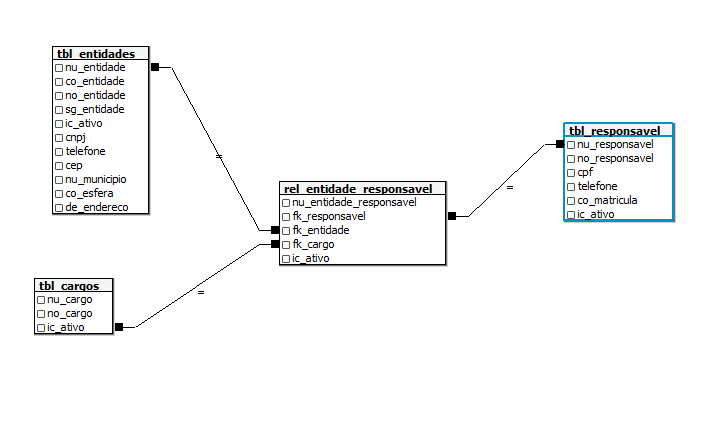 tbl_entidades
nu_entidade
co_entidade
no_entidade
sg_entidade
ic_ativo
cnpj
telefone
cep
nu_municipio
co_esfera
de_endereco
=
tbl_responsavel
nu_responsavel
no_responsavel
cpf
telefone
co_matricula
ic_ativo
=
rel_entidade_responsavel
nu_entidade_responsavel
fk_responsavel
fk_entidade
fk_cargo
ic_ativo
=
tbl_cargos
nu_cargo
no_cargo
ic_ativo